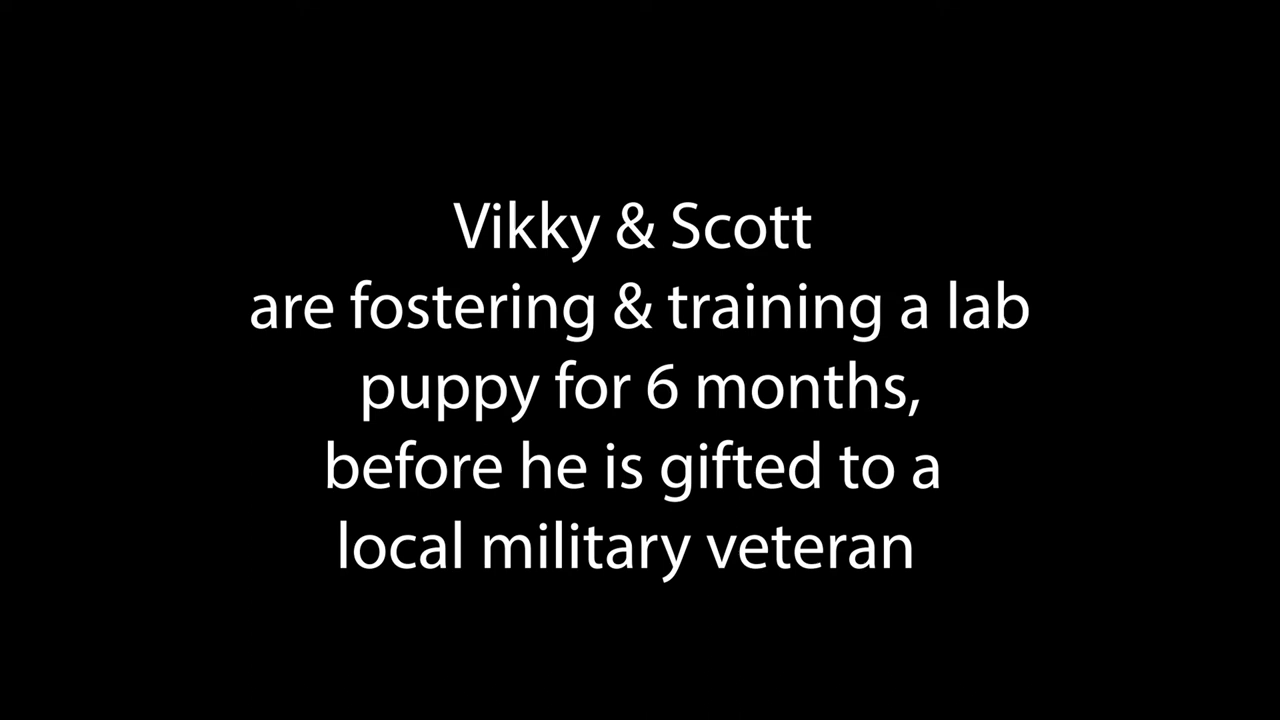 Vikky & Scott
are fostering & training a lab
puppy for 6 months,
before he is gifted to a
local military veteran